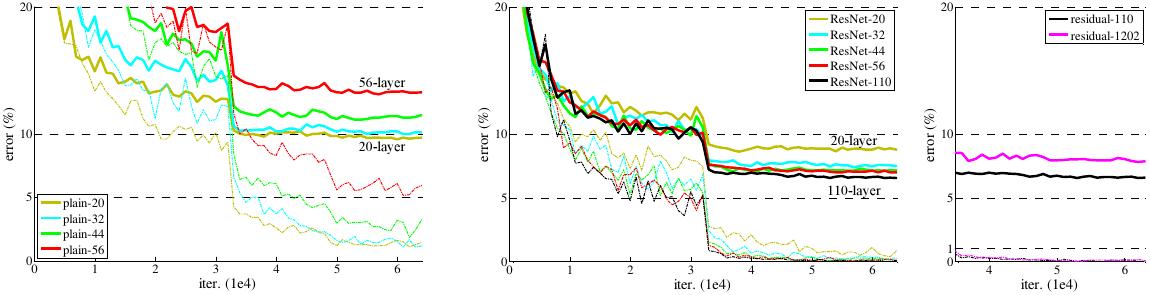 20
15
10
5
0
error (%)
0
1
2
3
4
5
6
iter. (1e4)
56-layer
20-layer
plain-20
plain-32
plain-44
plain-56
20
10
5
0
error (%)
0
1
2
3
4
5
6
iter. (1e4)
ResNet-20
ResNet-32
ResNet-44
ResNet-56
ResNet-110
20-layer
110-layer
20
10
5
1
0
error (%)
4
5
6
iter. (1e4)
residual-110
residual-1202